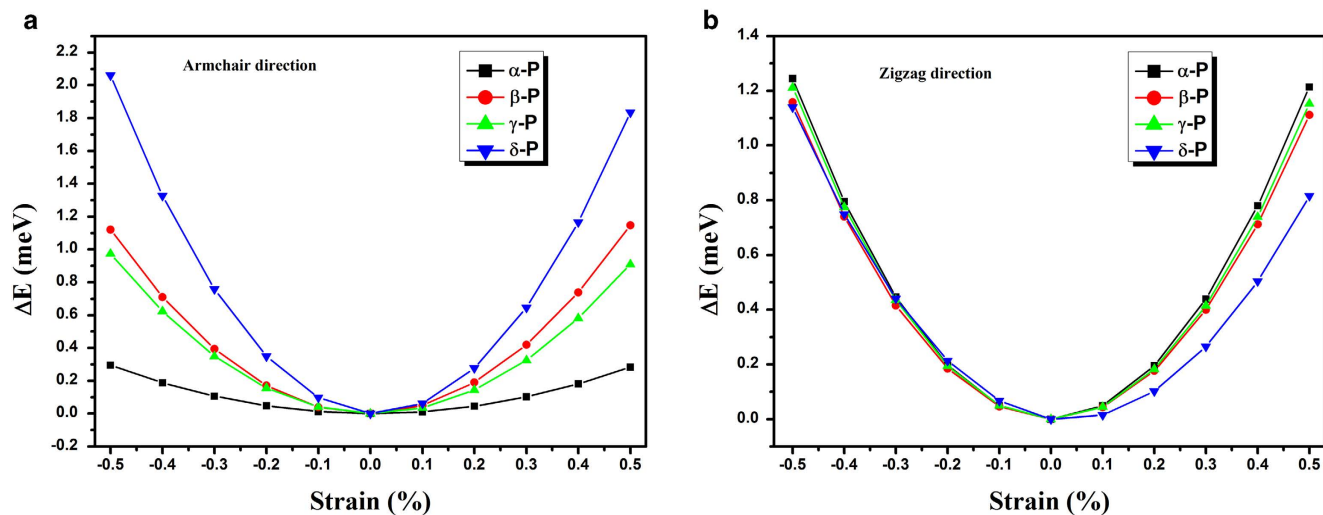 a
Armchair direction
α-P
β-P
γ-P
δ-P
ΔE (meV)
2.2
2.0
1.8
1.6
1.4
1.2
1.0
0.8
0.6
0.4
0.2
0.0
-0.2
-0.5 -0.4 -0.3 -0.2 -0.1 0.0 0.1 0.2 0.3 0.4 0.5
Strain (%)
b
Zigzag direction
α-P
β-P
γ-P
δ-P
ΔE (meV)
1.4
1.2
1.0
0.8
0.6
0.4
0.2
0.0
-0.5 -0.4 -0.3 -0.2 -0.1 0.0 0.1 0.2 0.3 0.4 0.5
Strain (%)